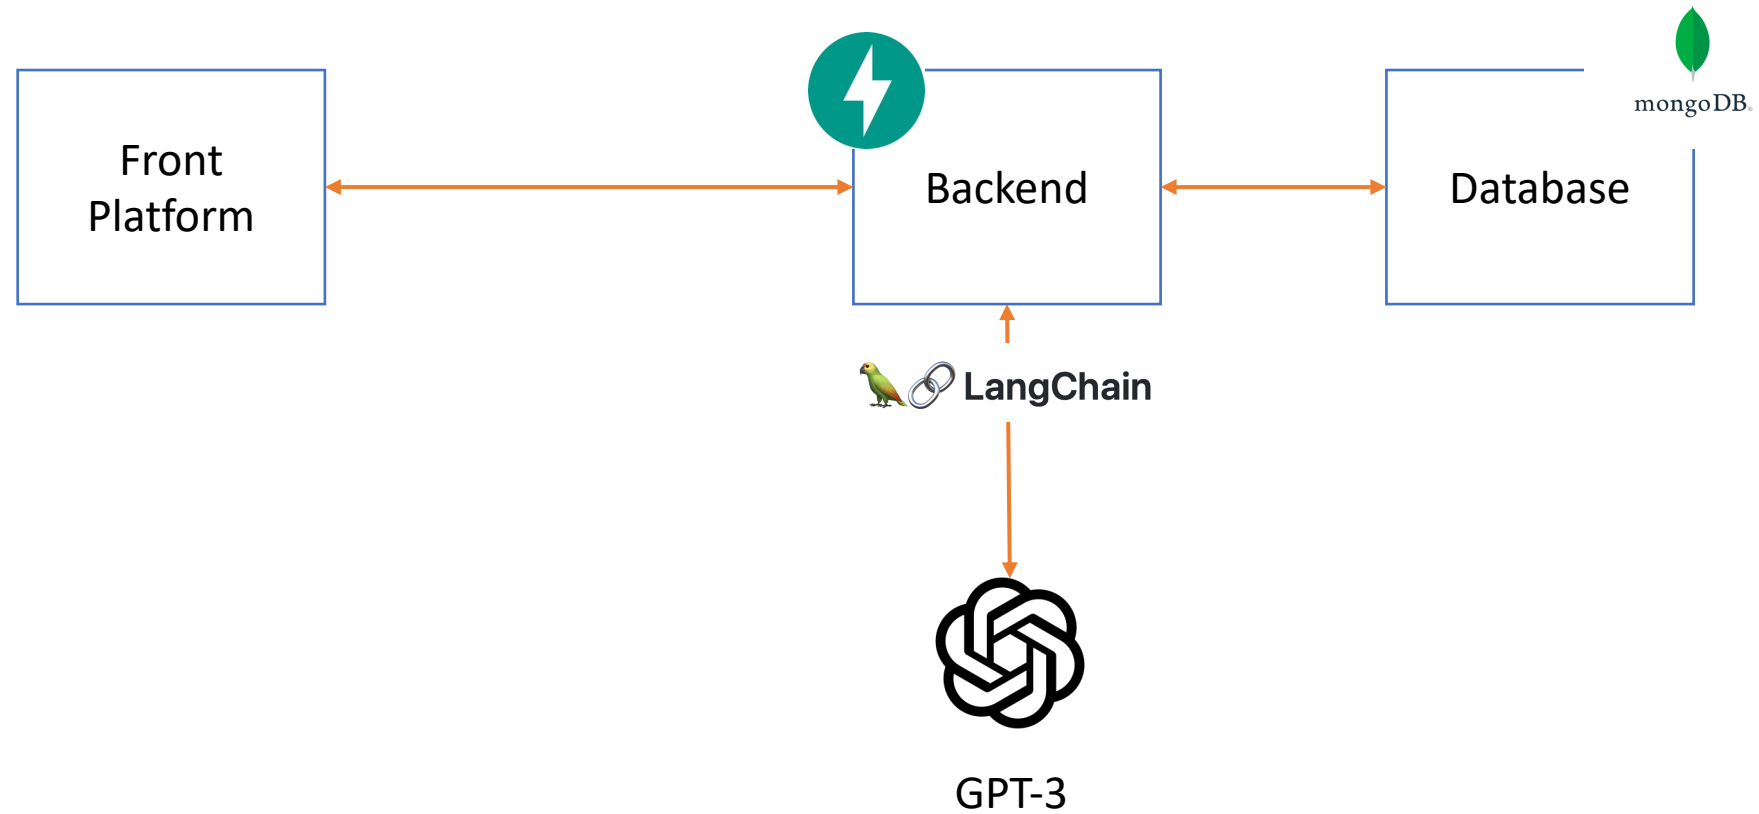 mongoDB®
Front
Platform
Backend
Database
LangChain
GPT-3